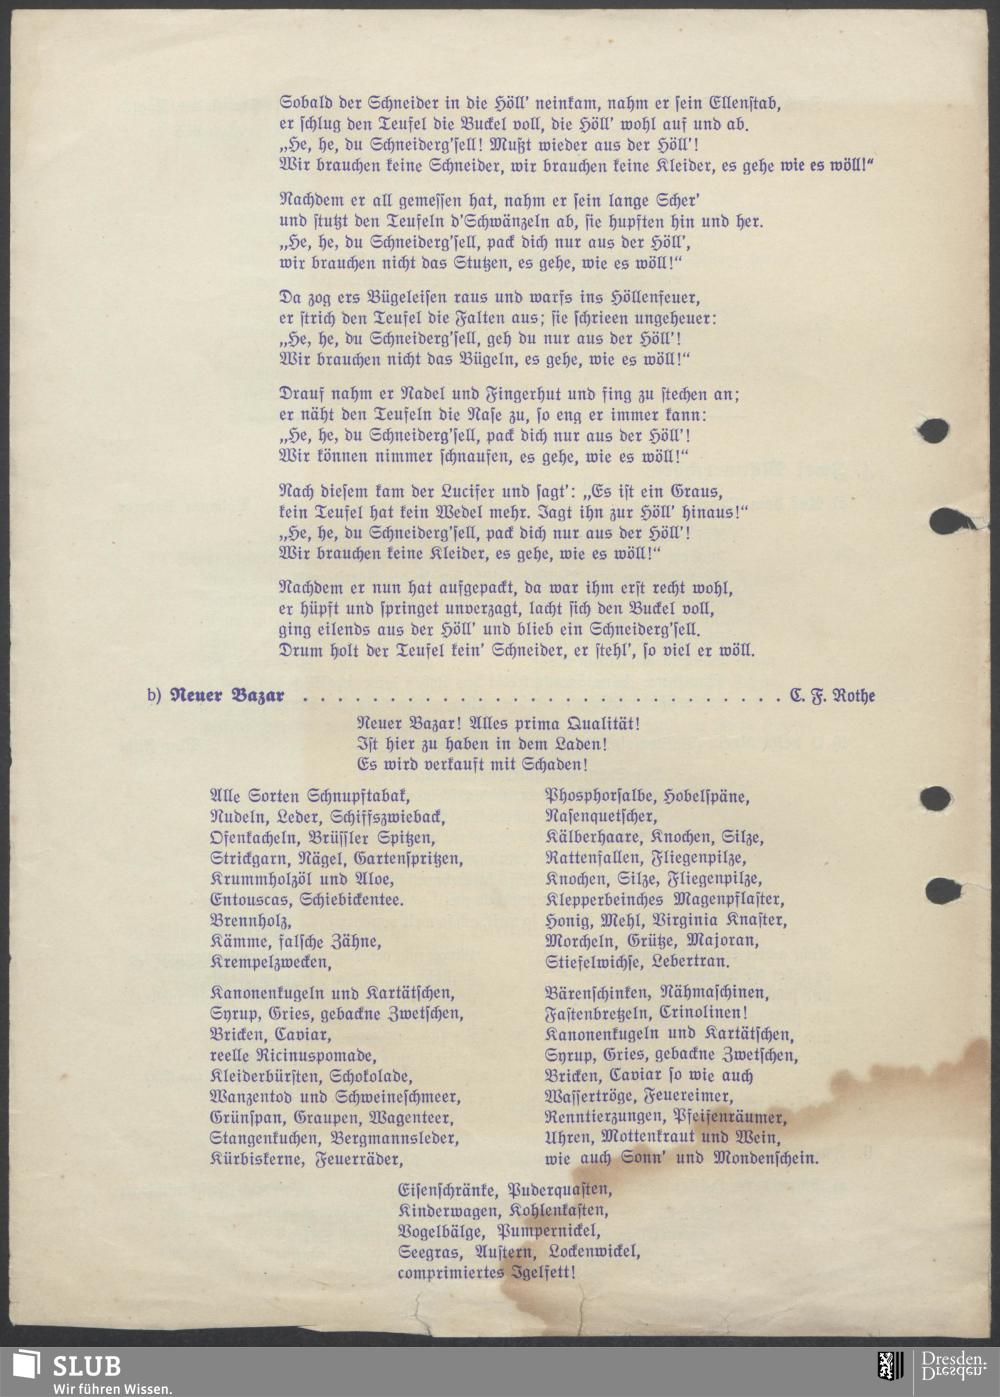 Sobald der Schneider in die Höll' neinkam, nahm er sein Ellenstab,
er schlug den Teufel die Buckel voll, die Höll' wohl auf und ab.
„He, he, du Schneiderg'sell! Mußt wieder aus der Höll'!
Wir brauchen keine Schneider, wir brauchen keine Kleider, es gehe wie es wöll!“
Nachdem er all gemessen hat, nahm er sein lange Scher'
und stutzt den Teufeln d'Schwänzeln ab, sie hupften hin und her.
„He, he, du Schneiderg'sell, pack dich nur aus der Höll',
wir brauchen nicht das Stutzen, es gehe, wie es wöll!“
Da zog ers Bügeleisen raus und warfs ins Höllenfeuer,
er strich den Teufel die Falten aus; sie schrieen ungeheuer:
„He, he, du Schneiderg'sell, geh du nur aus der Höll'!
Wir brauchen nicht das Bügeln, es gehe, wie es wöll!“
Drauf nahm er Nadel und Fingerhut und fing zu stechen an;
er näht den Teufeln die Nase zu, so eng er immer kann:
„He, he, du Schneiderg'sell, pack dich nur aus der Höll'!
Wir können nimmer schnaufen, es gehe, wie es wöll!“
Nach diesem kam der Lucifer und sagt': „Es ist ein Graus,
kein Teufel hat kein Wedel mehr. Jagt ihn zur Höll' hinaus!“
„He, he, du Schneiderg'sell, pack dich nur aus der Höll'!
Wir brauchen keine Kleider, es gehe, wie es wöll!“
Nachdem er nun hat aufgepackt, da war ihm erst recht wohl,
er hüpft und springet unverzagt, lacht sich den Buckel voll,
ging eilends aus der Höll' und blieb ein Schneiderg'sell.
Drum holt der Teufel kein' Schneider, er stehl', so viel er wöll.
b) Neuer Bazar . . . . . . . . . . . . . . . . . . . . . . . . . . . . . C. F. Rothe
Neuer Bazar! Alles prima Qualität!
Ist hier zu haben in dem Laden!
Es wird verkauft mit Schaden!
Alle Sorten Schnupftabak,
Nudeln, Leder, Schiffszwieback,
Ofenkacheln, Brüssler Spitzen,
Strickgarn, Nägel, Gartenspritzen,
Krummholzöl und Aloe,
Entouscas, Schiebickentee.
Brennholz,
Kämme, falsche Zähne,
Krempelzwecken,
Kanonenkugeln und Kartätschen,
Syrup, Gries, gebackne Zwetschen,
Bricken, Caviar,
reelle Ricinuspomade,
Kleiderbürsten, Schokolade,
Wanzentod und Schweineschmeer,
Grünspan, Graupen, Wagenteer,
Stangenkuchen, Bergmannsleder,
Kürbiskerne, Feuerräder,
Phosphorsalbe, Hobelspäne,
Nasenquetscher,
Kälberhaare, Knochen, Silze,
Rattenfallen, Fliegenpilze,
Knochen, Silze, Fliegenpilze,
Klepperbeinches Magenpflaster,
Honig, Mehl, Virginia Knaster,
Morcheln, Grütze, Majoran,
Stiefelwichse, Lebertran.
Bärenschinken, Nähmaschinen,
Fastenbretzeln, Crinolinen!
Kanonenkugeln und Kartätschen,
Syrup, Gries, gebackne Zwetschen,
Bricken, Caviar so wie auch
Wassertröge, Feuereimer,
Renntierzungen, Pfeifenräumer,
Uhren, Mottenkraut und Wein,
wie auch Sonn' und Mondenschein.
Eisenschränke, Puderquasten,
Kinderwagen, Kohlenkasten,
Vogelbälge, Pumpernickel,
Seegras, Austern, Lockenwickel,
comprimiertes Igelfett!
SLUB
Wir führen Wissen.
Dresden.
Dresden.